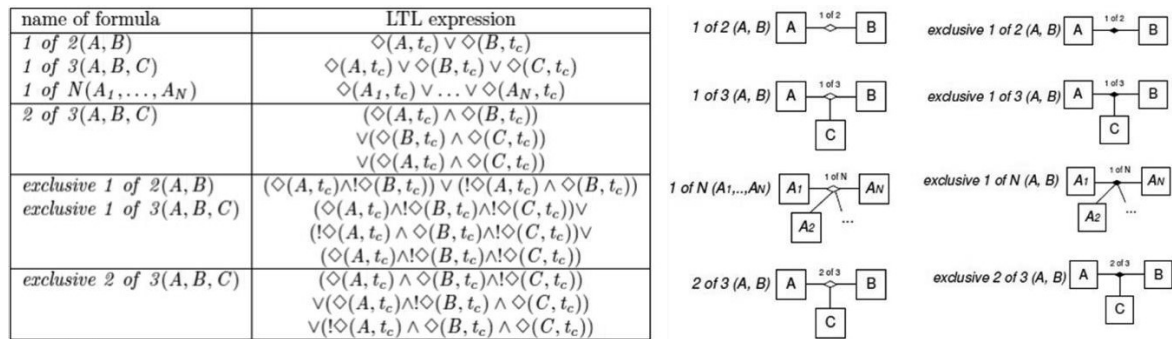 name of formula LTL expression
1 of 2(A, B) ◇(A, t_c) ∨ ◇(B, t_c)
1 of 3(A, B, C) ◇(A, t_c) ∨ ◇(B, t_c) ∨ ◇(C, t_c)
1 of N(A_1, . . . , A_N) ◇(A_1, t_c) ∨ . . . ∨ ◇(A_N, t_c)
2 of 3(A, B, C) (◇(A, t_c) ∧ ◇(B, t_c))
∨(◇(B, t_c) ∧ ◇(C, t_c))
∨(◇(A, t_c) ∧ ◇(C, t_c))
exclusive 1 of 2(A, B) (◇(A, t_c)∧!◇(B, t_c)) ∨ (!◇(A, t_c) ∧ ◇(B, t_c))
exclusive 1 of 3(A, B, C) (◇(A, t_c)∧!◇(B, t_c)∧!◇(C, t_c))∨
(!◇(A, t_c) ∧ ◇(B, t_c)∧!◇(C, t_c))∨
(◇(A, t_c)∧!◇(B, t_c)∧!◇(C, t_c))
exclusive 2 of 3(A, B, C) (◇(A, t_c) ∧ ◇(B, t_c)∧!◇(C, t_c))
∨(◇(A, t_c)∧!◇(B, t_c) ∧ ◇(C, t_c))
∨(!◇(A, t_c) ∧ ◇(B, t_c) ∧ ◇(C, t_c))
1 of 2 (A, B) A 1 of 2 B
1 of 3 (A, B) A 1 of 3 B
C
1 of N (A1,..,AN) A1 1 of N AN
A2 ...
2 of 3 (A, B) A 2 of 3 B
C
exclusive 1 of 2 (A, B) A 1 of 2 B
exclusive 1 of 3 (A, B) A 1 of 3 B
C
exclusive 1 of N (A, B) A1 1 of N AN
A2 ...
exclusive 2 of 3 (A, B) A 2 of 3 B
C